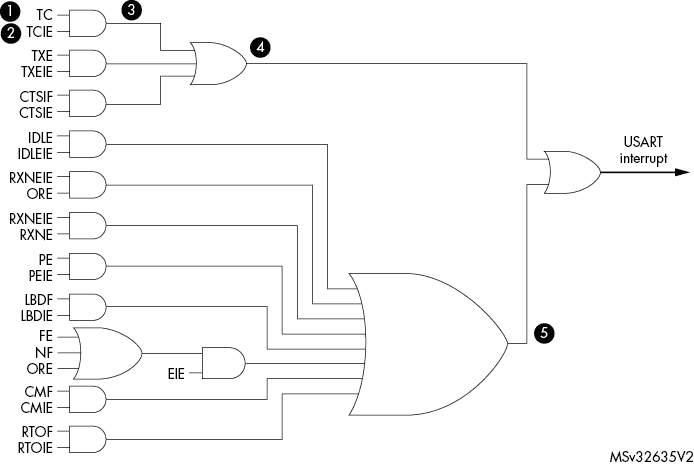 1 TC
2 TCIE
3
TXE
TXEIE
4
CTSIF
CTSIE
IDLE
IDLEIE
RXNEIE
ORE
RXNEIE
RXNE
PE
PEIE
LBDF
LBDIE
FE
NF
ORE
EIE
CMF
CMIE
RTOF
RTOIE
5
USART
interrupt
MSv32635V2